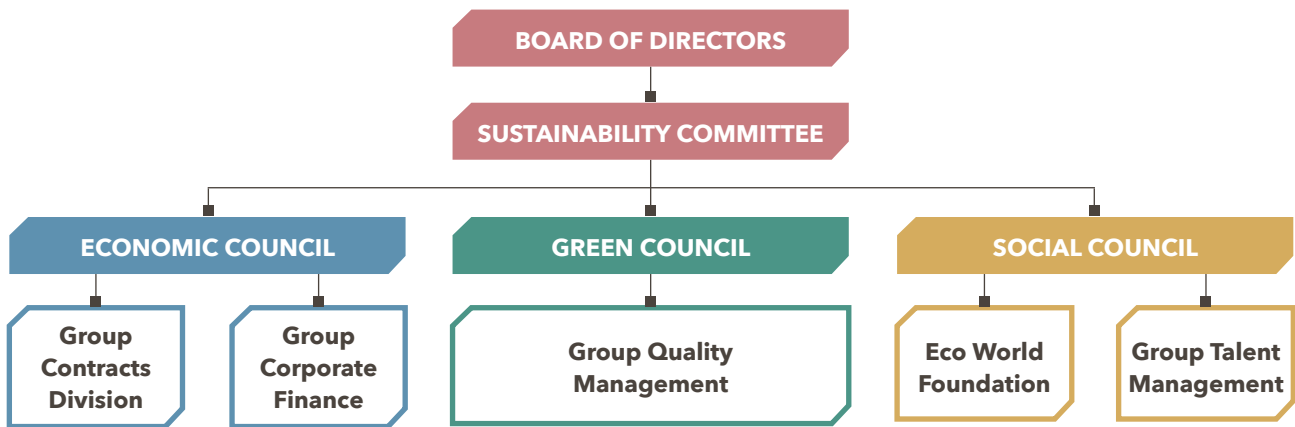 BOARD OF DIRECTORS
SUSTAINABILITY COMMITTEE
ECONOMIC COUNCIL
GREEN COUNCIL
SOCIAL COUNCIL
Group
Contracts
Division
Group
Corporate
Finance
Group Quality
Management
Eco World
Foundation
Group Talent
Management